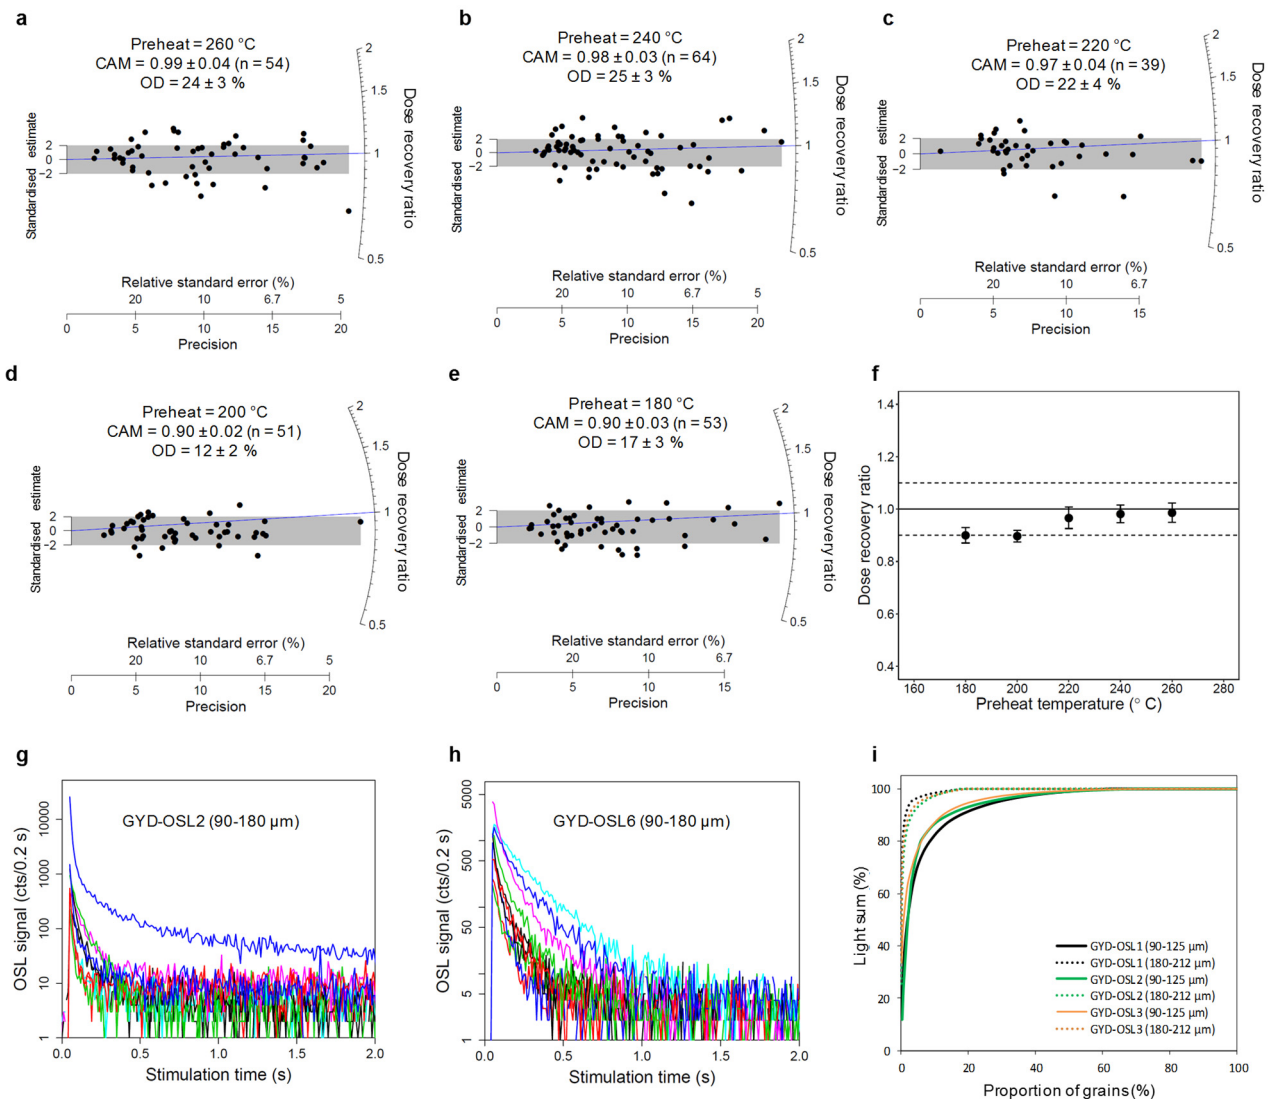 a
Preheat = 260 °C
CAM = 0.99 ± 0.04 (n = 54)
OD = 24 ± 3 %
Standardised estimate
2
0
−2
2
1.5
1
0.5
Dose recovery ratio
Relative standard error (%)
20 10 6.7 5
0 5 10 15 20
Precision
b
Preheat = 240 °C
CAM = 0.98 ± 0.03 (n = 64)
OD = 25 ± 3 %
Standardised estimate
2
0
−2
2
1.5
1
0.5
Dose recovery ratio
Relative standard error (%)
20 10 6.7 5
0 5 10 15 20
Precision
c
Preheat = 220 °C
CAM = 0.97 ± 0.04 (n = 39)
OD = 22 ± 4 %
Standardised estimate
2
0
−2
2
1.5
1
0.5
Dose recovery ratio
Relative standard error (%)
20 10 6.7
0 5 10 15
Precision
d
Preheat = 200 °C
CAM = 0.90 ± 0.02 (n = 51)
OD = 12 ± 2 %
Standardised estimate
2
0
−2
2
1.5
1
0.5
Dose recovery ratio
Relative standard error (%)
20 10 6.7 5
0 5 10 15 20
Precision
e
Preheat = 180 °C
CAM = 0.90 ± 0.03 (n = 53)
OD = 17 ± 3 %
Standardised estimate
2
0
−2
2
1.5
1
0.5
Dose recovery ratio
Relative standard error (%)
20 10 6.7
0 5 10 15
Precision
f
Dose recovery ratio
1.4
1.2
1.0
0.8
0.6
0.4
160 180 200 220 240 260 280
Preheat temperature (° C)
g
GYD-OSL2 (90-180 µm)
OSL signal (cts/0.2 s)
10000
1000
100
10
1
0.0 0.5 1.0 1.5 2.0
Stimulation time (s)
h
GYD-OSL6 (90-180 µm)
OSL signal (cts/0.2 s)
5000
500
50
5
1
0.0 0.5 1.0 1.5 2.0
Stimulation time (s)
i
Light sum (%)
100
80
60
40
20
0
GYD-OSL1 (90-125 µm)
GYD-OSL1 (180-212 µm)
GYD-OSL2 (90-125 µm)
GYD-OSL2 (180-212 µm)
GYD-OSL3 (90-125 µm)
GYD-OSL3 (180-212 µm)
0 20 40 60 80 100
Proportion of grains (%)